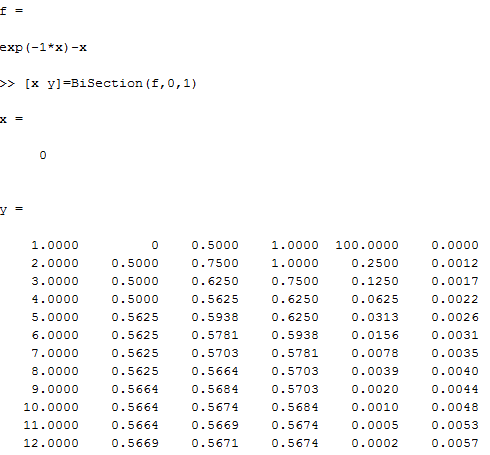 f =
exp(-1*x)-x
>> [x y]=BiSection(f,0,1)
x =
0
y =
1.0000 0 0.5000 1.0000 100.0000 0.0000
2.0000 0.5000 0.7500 1.0000 0.2500 0.0012
3.0000 0.5000 0.6250 0.7500 0.1250 0.0017
4.0000 0.5000 0.5625 0.6250 0.0625 0.0022
5.0000 0.5625 0.5938 0.6250 0.0313 0.0026
6.0000 0.5625 0.5781 0.5938 0.0156 0.0031
7.0000 0.5625 0.5703 0.5781 0.0078 0.0035
8.0000 0.5625 0.5664 0.5703 0.0039 0.0040
9.0000 0.5664 0.5684 0.5703 0.0020 0.0044
10.0000 0.5664 0.5674 0.5684 0.0010 0.0048
11.0000 0.5664 0.5669 0.5674 0.0005 0.0053
12.0000 0.5669 0.5671 0.5674 0.0002 0.0057